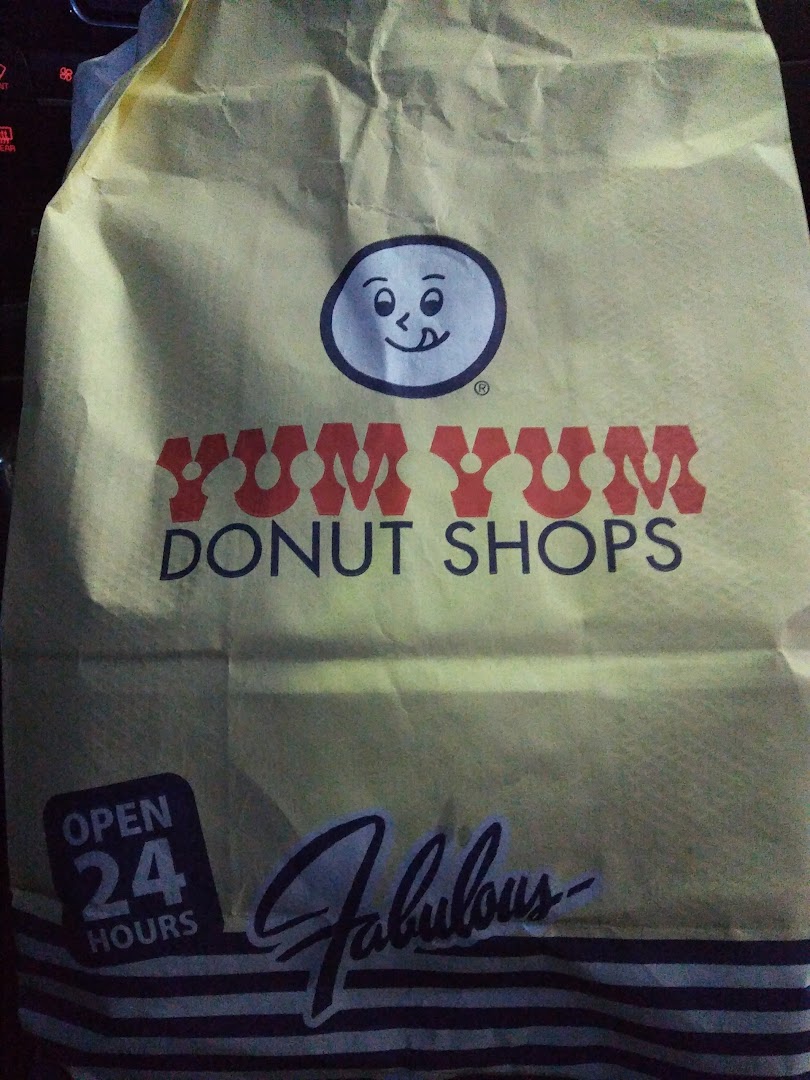 ®
YUM YUM
DONUT SHOPS
OPEN
24
HOURS
Fabulous